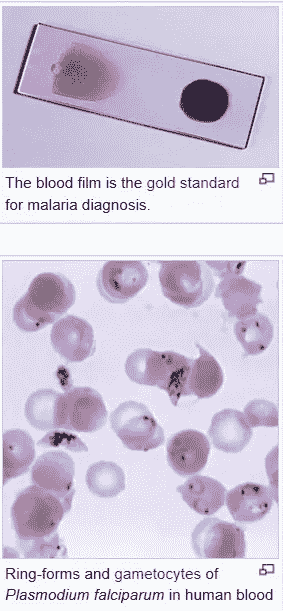 The blood film is the gold standard
for malaria diagnosis.
Ring-forms and gametocytes of
Plasmodium falciparum in human blood